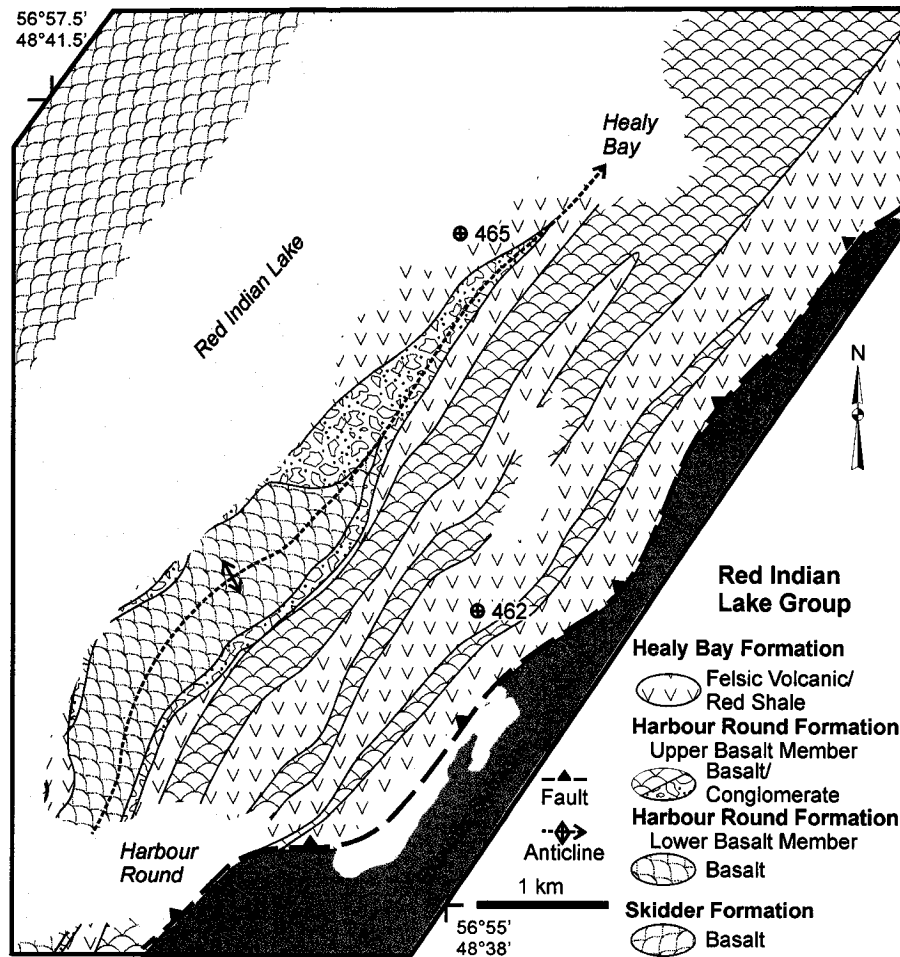 56°57.5'
48°41.5'
Healy
Bay
465
Red Indian Lake
N
462
Red Indian
Lake Group
Healy Bay Formation
Felsic Volcanic/
Red Shale
Harbour Round Formation
Upper Basalt Member
Basalt/
Conglomerate
Fault
Harbour Round Formation
Lower Basalt Member
Anticline
Basalt
Harbour
Round
1 km
Skidder Formation
56°55'
48°38'
Basalt